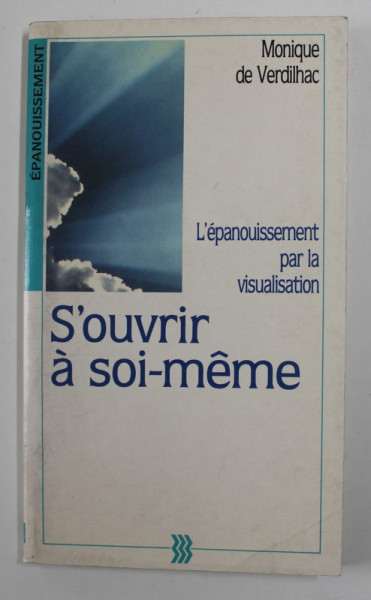 ÉPANOUISSEMENT
Monique
de Verdilhac
L'épanouissement
par la
visualisation
S'ouvrir
à soi-même